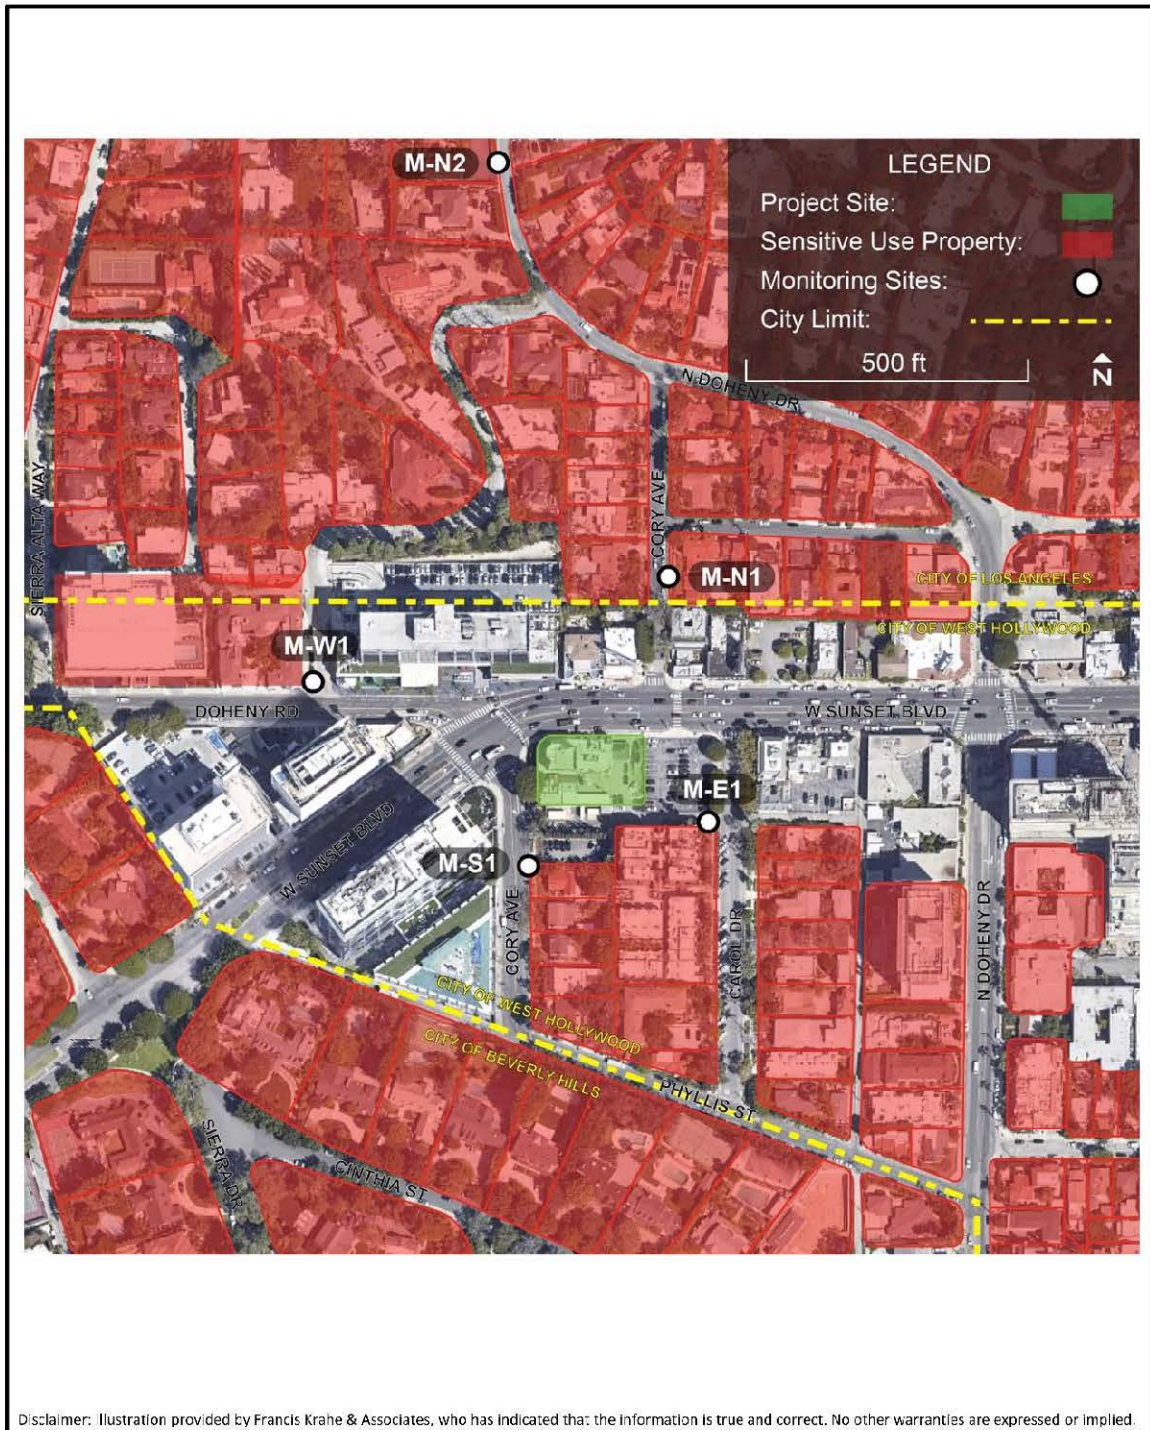 M-N2
LEGEND
Project Site:
Sensitive Use Property:
Monitoring Sites:
City Limit:
500 ft
N
N DOHENY DR
SIERRA ALTA WAY
CORY AVE
M-N1
CITY OF LOS ANGELES
CITY OF WEST HOLLYWOOD
M-W1
DOHENY RD
W SUNSET BLVD
M-E1
W SUNSET BLVD
M-S1
CORY AVE
CAROL DR
N DOHENY DR
CITY OF WEST HOLLYWOOD
CITY OF BEVERLY HILLS
PHYLLIS ST
SIERRA DR
CINTHIA ST
Disclaimer: Illustration provided by Francis Krahe & Associates, who has indicated that the information is true and correct. No other warranties are expressed or implied.